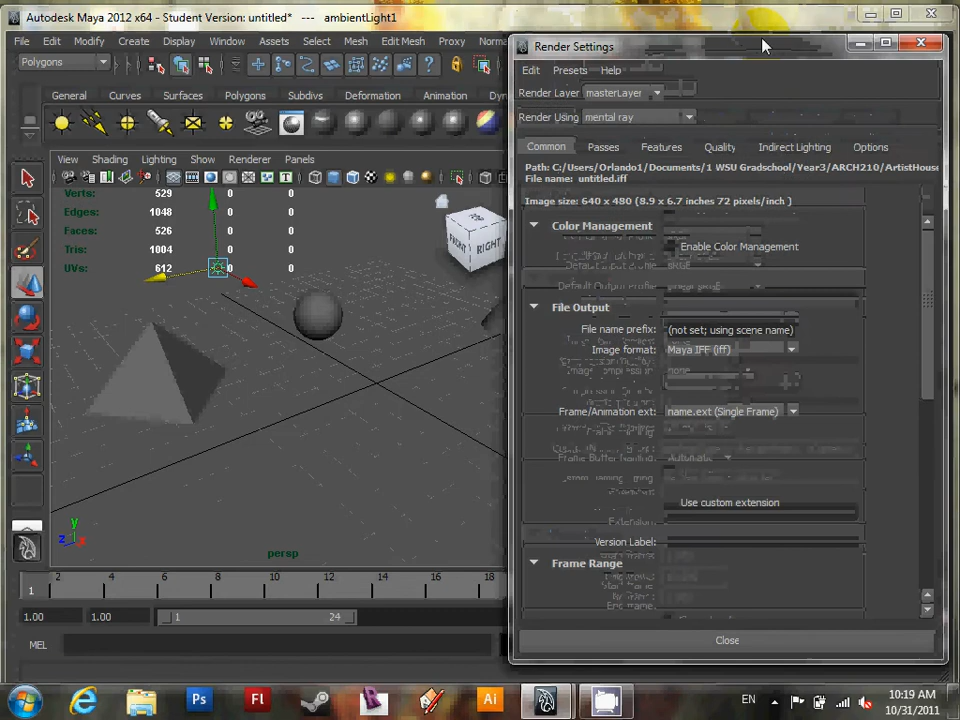 Autodesk Maya 2012 x64 - Student Version: untitled* --- ambientLight1
File Edit Modify Create Display Window Assets Select Mesh Edit Mesh Proxy Norma
Polygons
General Curves Surfaces Polygons Subdivs Deformation Animation Dyn
View Shading Lighting Show Renderer Panels
Verts: 529 0 0
Edges: 1048 0 0
Faces: 526 0 0
Tris: 1004 0 0
UVs: 612 0 0
FRONT RIGHT
persp
y
z x
2 4 6 8 10 12 14 16 18
1
1.00 1.00 1 24
MEL
Render Settings
Edit Presets Help
Render Layer masterLayer
Render Using mental ray
Common Passes Features Quality Indirect Lighting Options
Path: C:/Users/Orlando1/Documents/1 WSU Gradschool/Year3/ARCH210/ArtistHouse
File name: untitled.iff
Image size: 640 x 480 (8.9 x 6.7 inches 72 pixels/inch )
Color Management
Enable Color Management
File Output
File name prefix: (not set; using scene name)
Image format: Maya IFF (iff)
Frame/Animation ext: name.ext (Single Frame)
Use custom extension
Version Label:
Frame Range
Close
Ps Fl Ai
EN
10:19 AM
10/31/2011